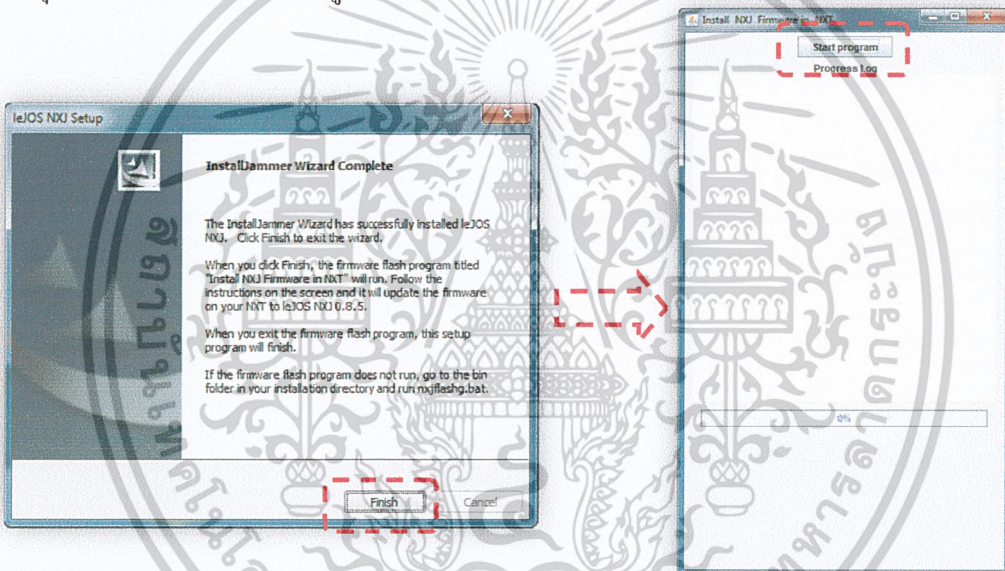 leJOS NXJ Setup
InstallJammer Wizard Complete
The InstallJammer Wizard has successfully installed leJOS
NXJ. Click Finish to exit the wizard.
When you click Finish, the firmware flash program titled
"Install NXJ Firmware in NXT" will run. Follow the
instructions on the screen and it will update the firmware
on your NXT to leJOS NXJ 0.8.5.
When you exit the firmware flash program, this setup
program will finish.
If the firmware flash program does not run, go to the bin
folder in your installation directory and run nxjflashg.bat.
Finish
Cancel
Install NXJ Firmware in NXT
Start program
Progress Log
0%